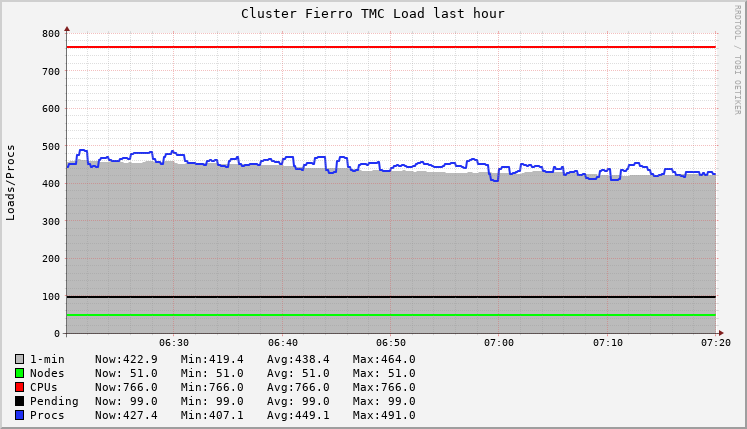 Cluster Fierro TMC Load last hour
RRDTOOL / TOBI OETIKER
Loads/Procs
800
700
600
500
400
300
200
100
0
06:30 06:40 06:50 07:00 07:10 07:20
1-min Now:422.9 Min:419.4 Avg:438.4 Max:464.0
Nodes Now: 51.0 Min: 51.0 Avg: 51.0 Max: 51.0
CPUs Now:766.0 Min:766.0 Avg:766.0 Max:766.0
Pending Now: 99.0 Min: 99.0 Avg: 99.0 Max: 99.0
Procs Now:427.4 Min:407.1 Avg:449.1 Max:491.0